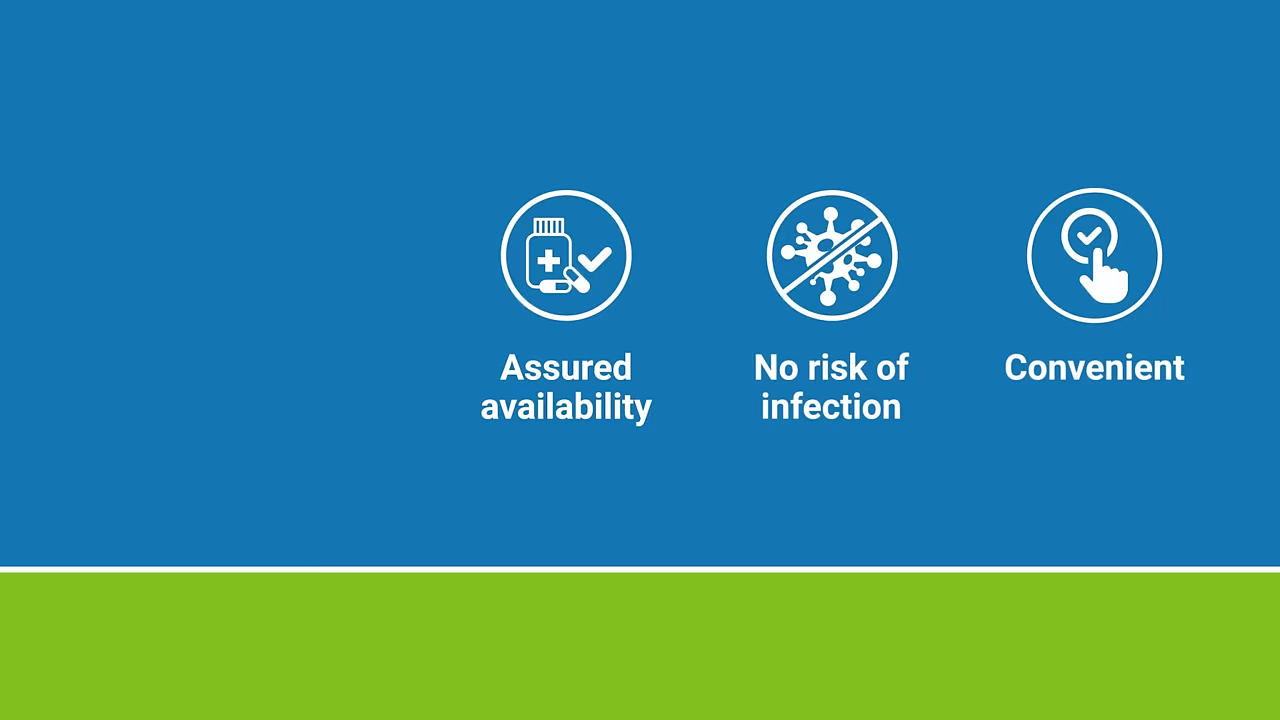 Assured
availability
No risk of
infection
Convenient